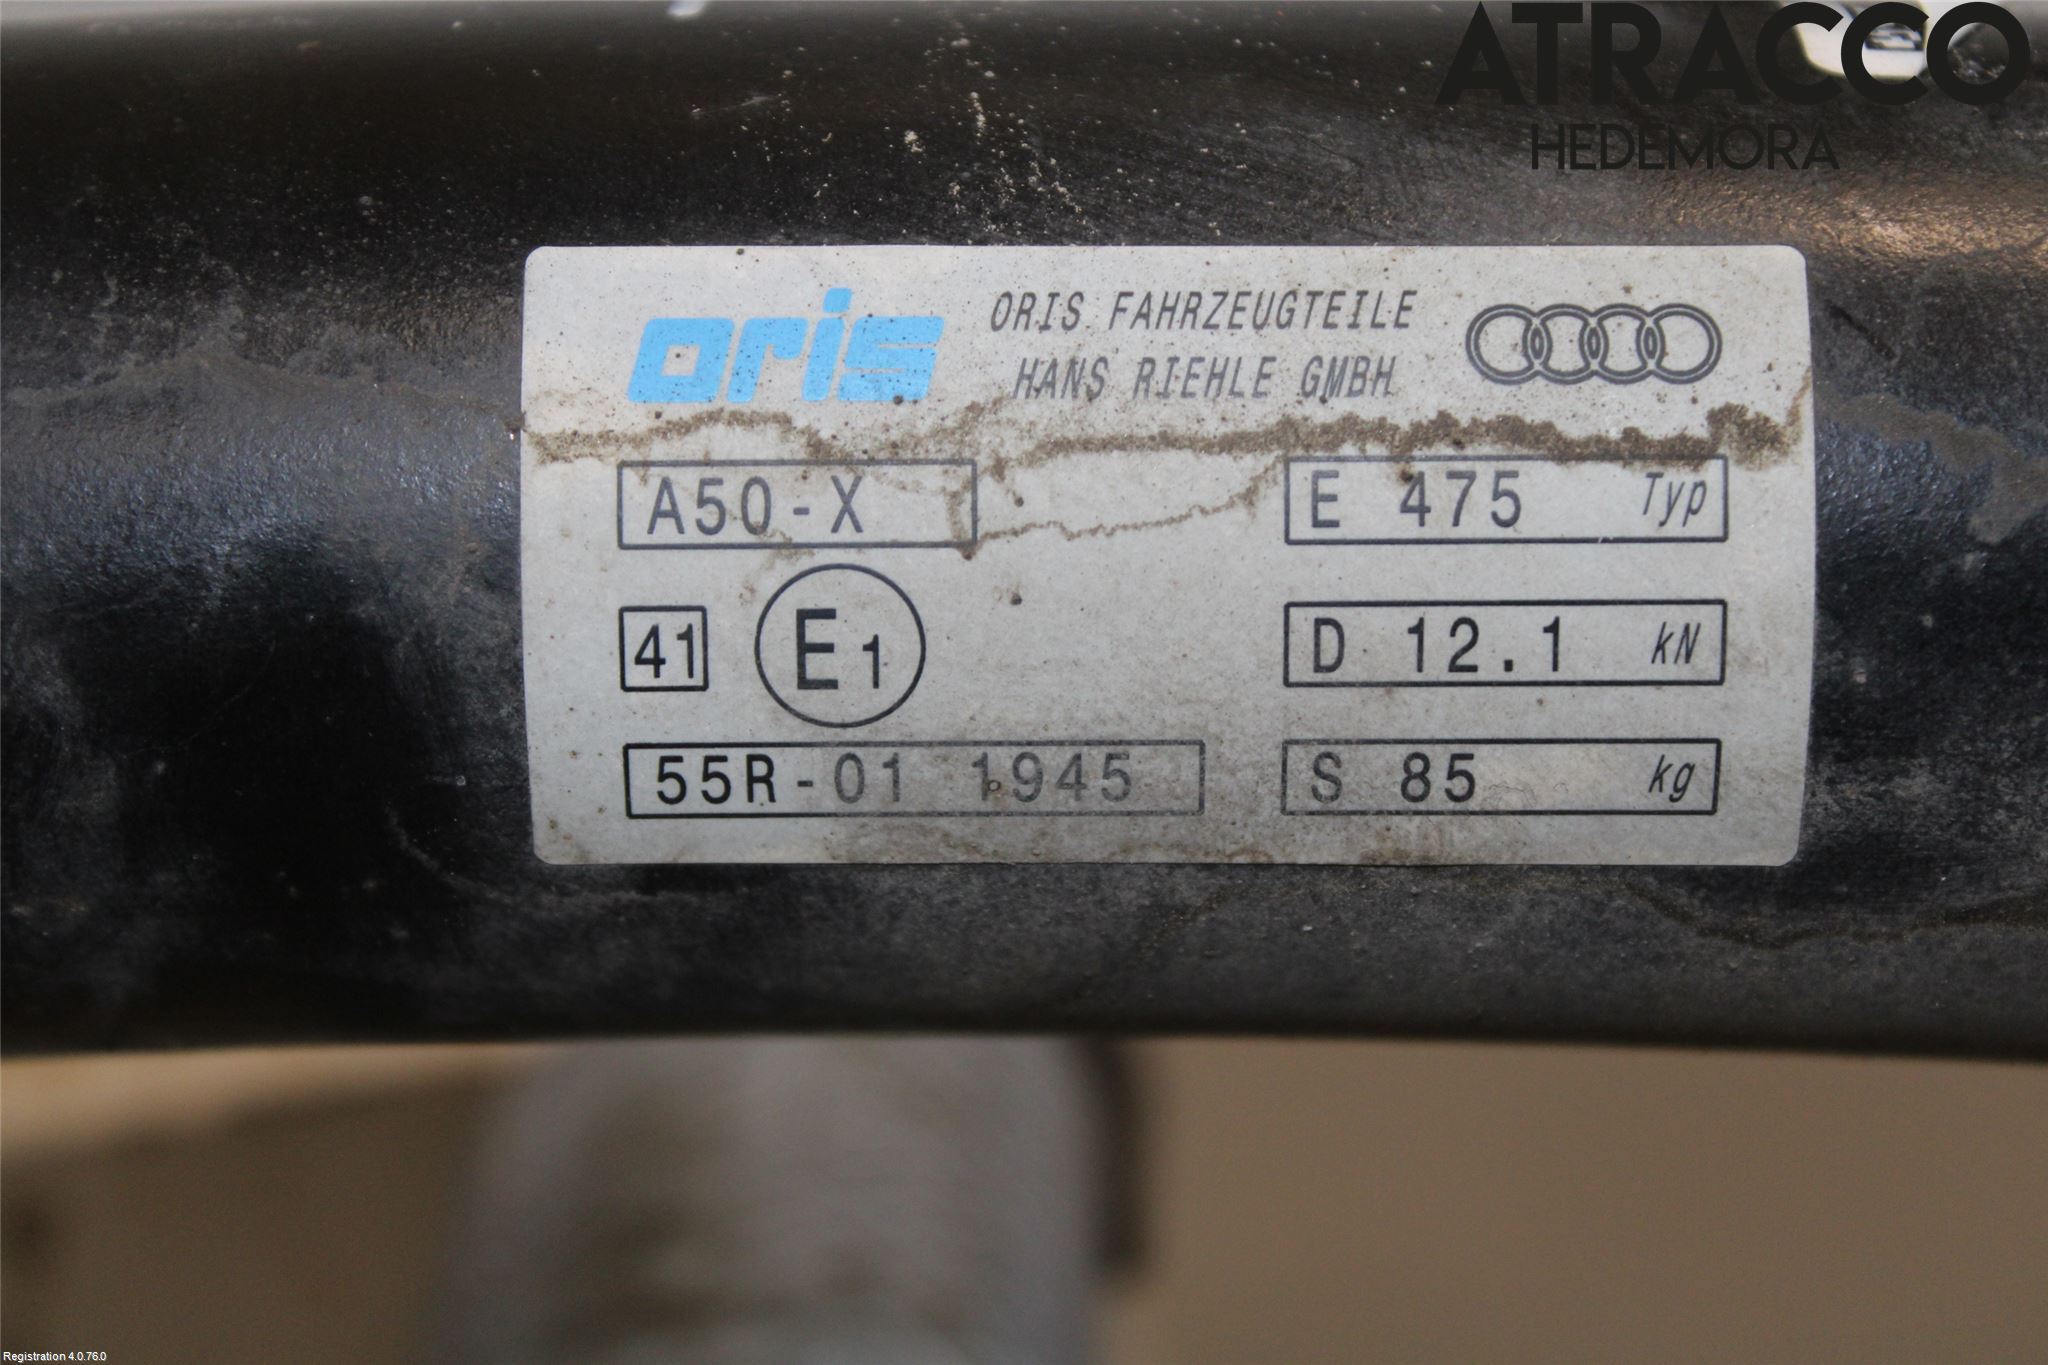 ATRACCO
HEDEMORA
oris
ORIS FAHRZEUGTEILE
HANS RIEHLE GMBH
A50-X
E 475 Typ
41 E1
D 12.1 kN
55R-01 1945
S 85 kg
Registration 4.0.76.0